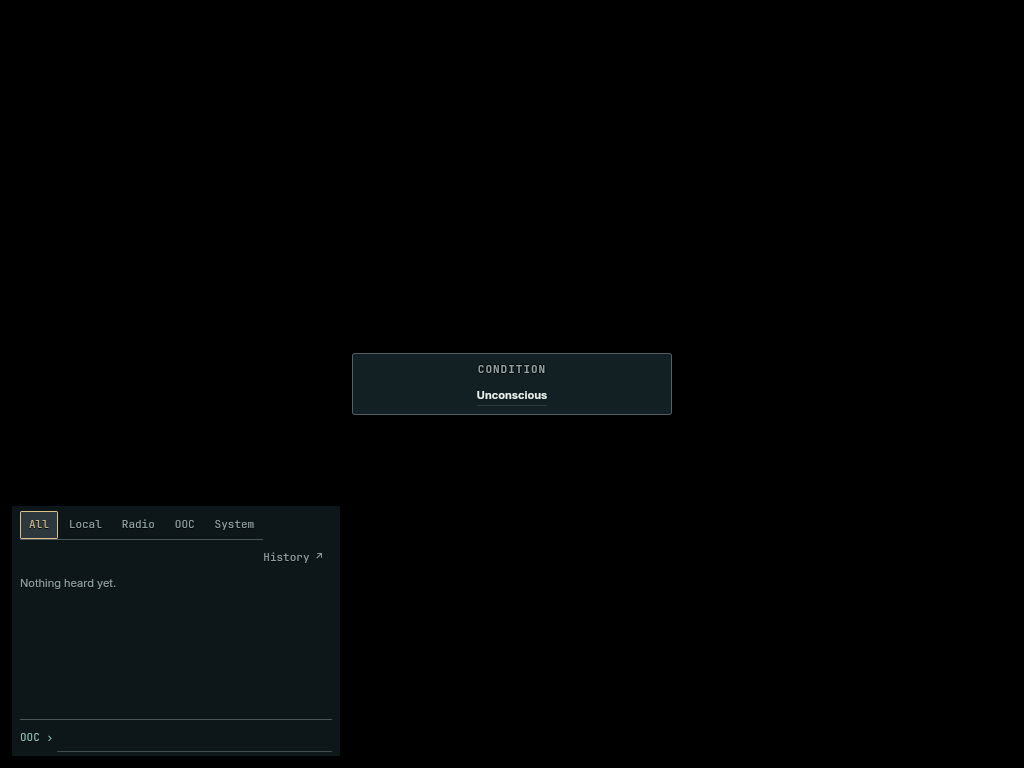 CONDITION
Unconscious
All Local Radio OOC System
History ↗
Nothing heard yet.
OOC ›